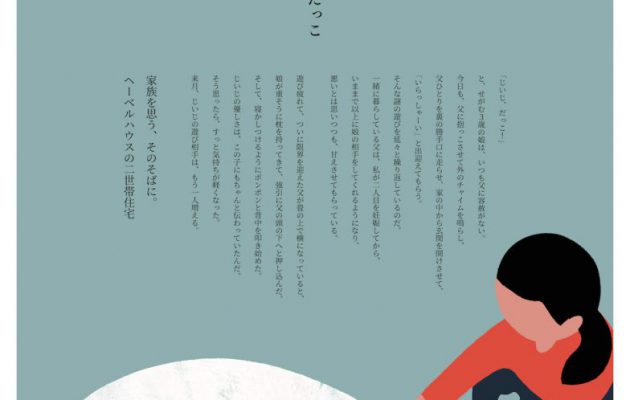 だっこ
「じいじ、だっこー」
と、せがむ3歳の娘は、いつも父に容赦がない。
今日も、父に抱っこさせて外のチャイムを鳴らし、
父ひとりを裏の勝手口に走らせ、家の中から玄関を開けさせて、
「いらっしゃーい」と出迎えてもらう。
そんな謎の遊びを延々と繰り返しているのだ。
一緒に暮らしている父は、私が二人目を妊娠してから、
いままで以上に娘の相手をしてくれるようになり、
悪いとは思いつつも、甘えさせてもらっている。
遊び疲れて、ついに限界を迎えた父が畳の上で横になっていると、
娘が重そうに枕を持ってきて、強引に父の頭の下へと押し込んだ。
そして、寝かしつけるようにポンポンと背中を叩き始めた。
じいじの優しさは、この子にもちゃんと伝わっていたんだ。
そう思ったら、すっと気持ちが軽くなった。
来月、じいじの遊び相手は、もう一人増える。
家族を思う、そのそばに。
ヘーベルハウスの二世帯住宅